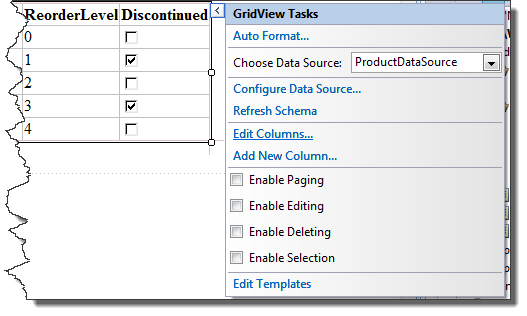 ReorderLevel Discontinued
0
1
2
3
4
GridView Tasks
Auto Format...
Choose Data Source: ProductDataSource
Configure Data Source...
Refresh Schema
Edit Columns...
Add New Column...
Enable Paging
Enable Editing
Enable Deleting
Enable Selection
Edit Templates